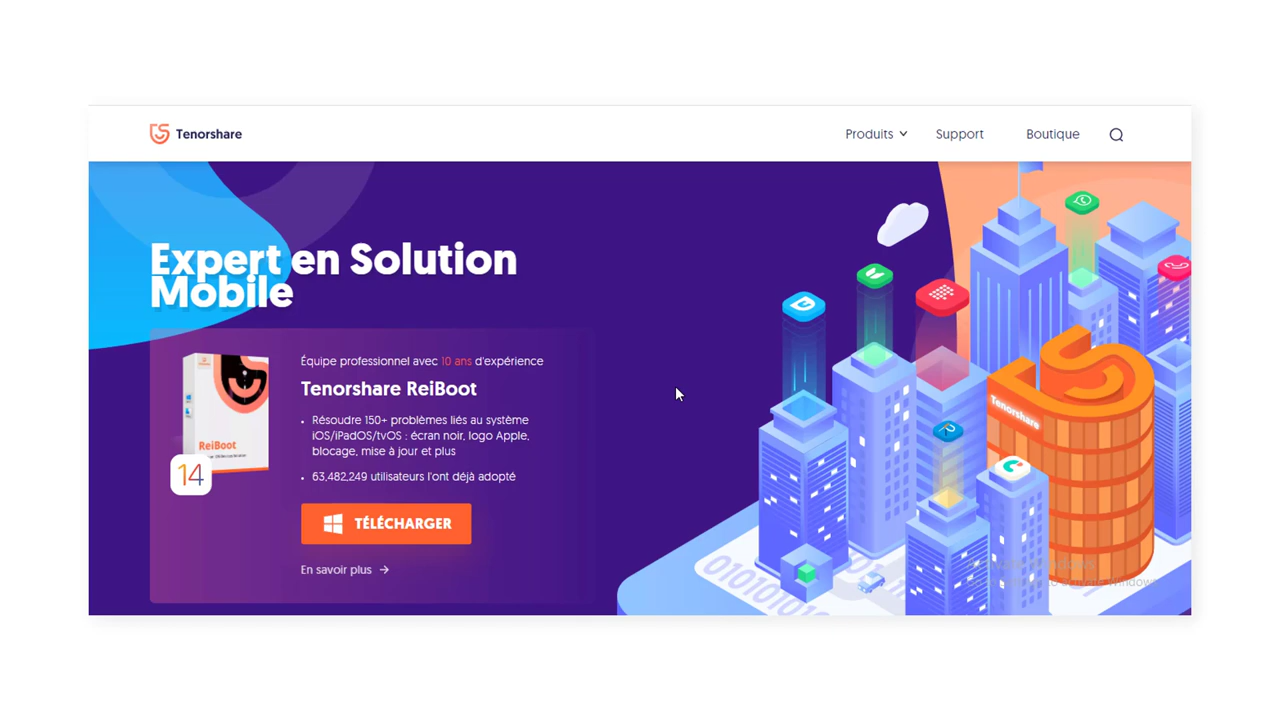 Tenorshare
Produits
Support
Boutique
Expert en Solution
Mobile
Équipe professionnel avec 10 ans d'expérience
Tenorshare ReiBoot
• Résoudre 150+ problèmes liés au système
iOS/iPadOS/tvOS : écran noir, logo Apple,
blocage, mise à jour et plus
• 63,482,249 utilisateurs l'ont déjà adopté
TÉLÉCHARGER
En savoir plus →
ReiBoot
14
Tenorshare
01010101
Windows